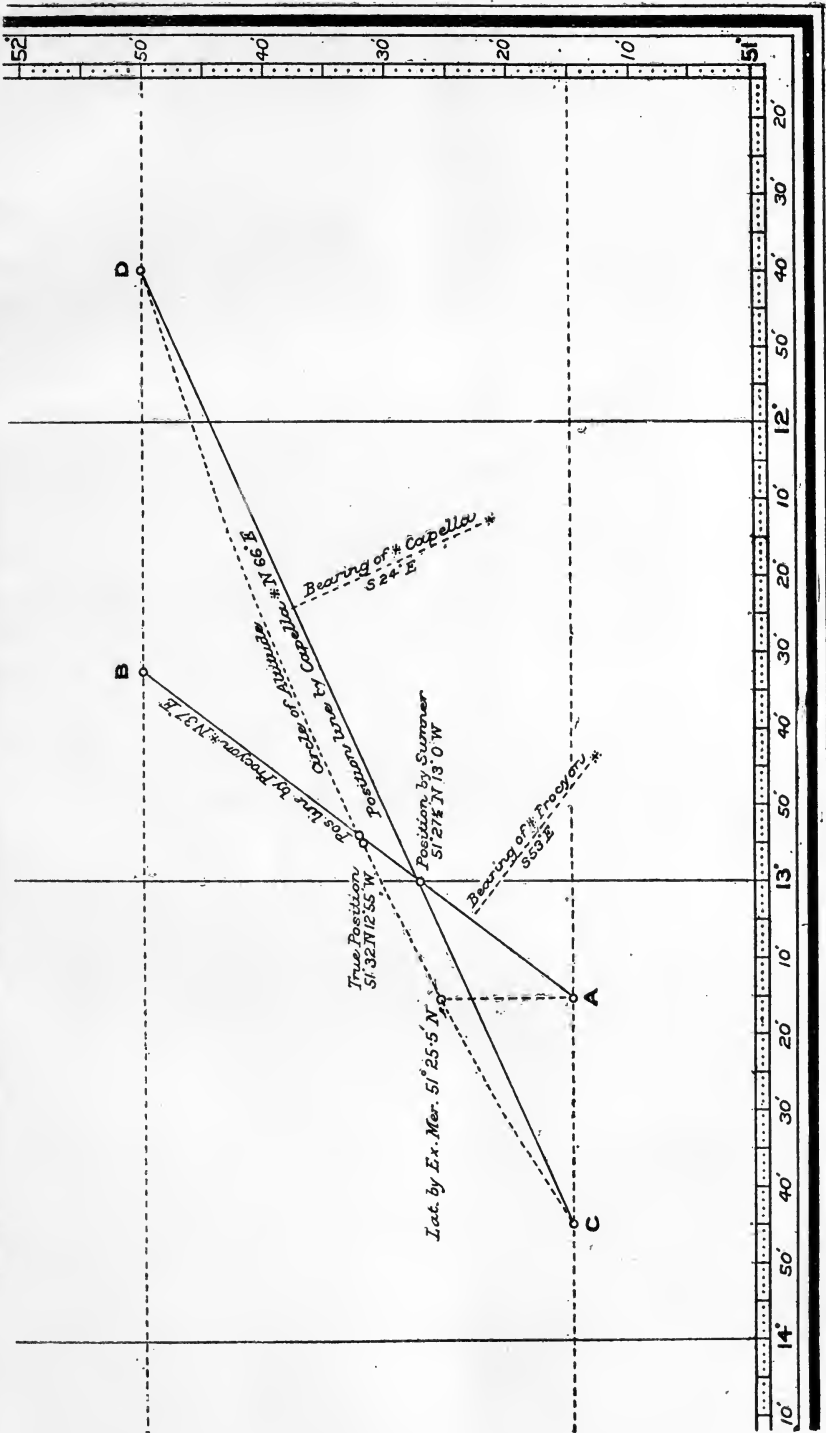 52°
50'
40'
30'
20'
10'
51°
D
B
Pos. line by Procyon * N 37° E
Circle of Altitude
Position line by Capella * N 66° E
Bearing of * Capella *
S 24° E
True Position
51° 32' N 12° 55' W
Position by Sumner
51° 27½' N 13° 0' W
Bearing of * Procyon *
S 53° E
Lat. by Ex. Mer. 51° 25·5' N
A
C
10'
14°
50'
40'
30'
20'
10'
13°
50'
40'
30'
20'
10'
12°
50'
40'
30'
20'